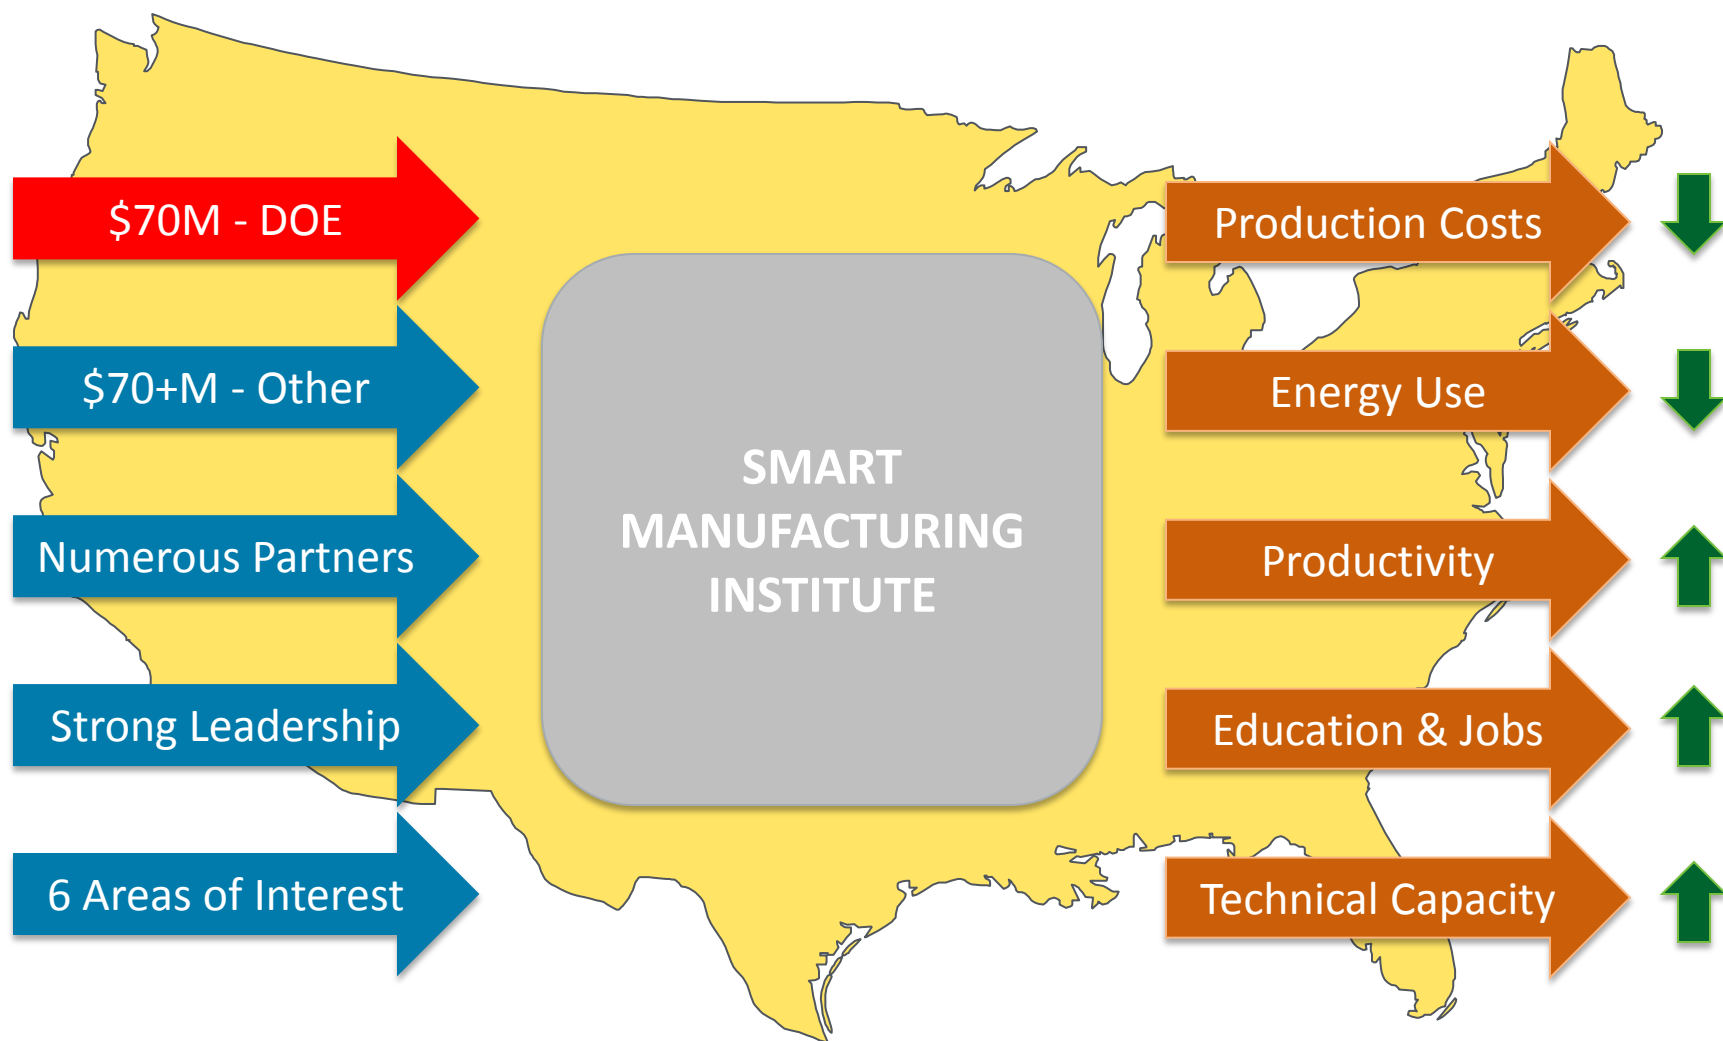 $70M - DOE
$70+M - Other
Numerous Partners
Strong Leadership
6 Areas of Interest
SMART
MANUFACTURING
INSTITUTE
Production Costs
Energy Use
Productivity
Education & Jobs
Technical Capacity